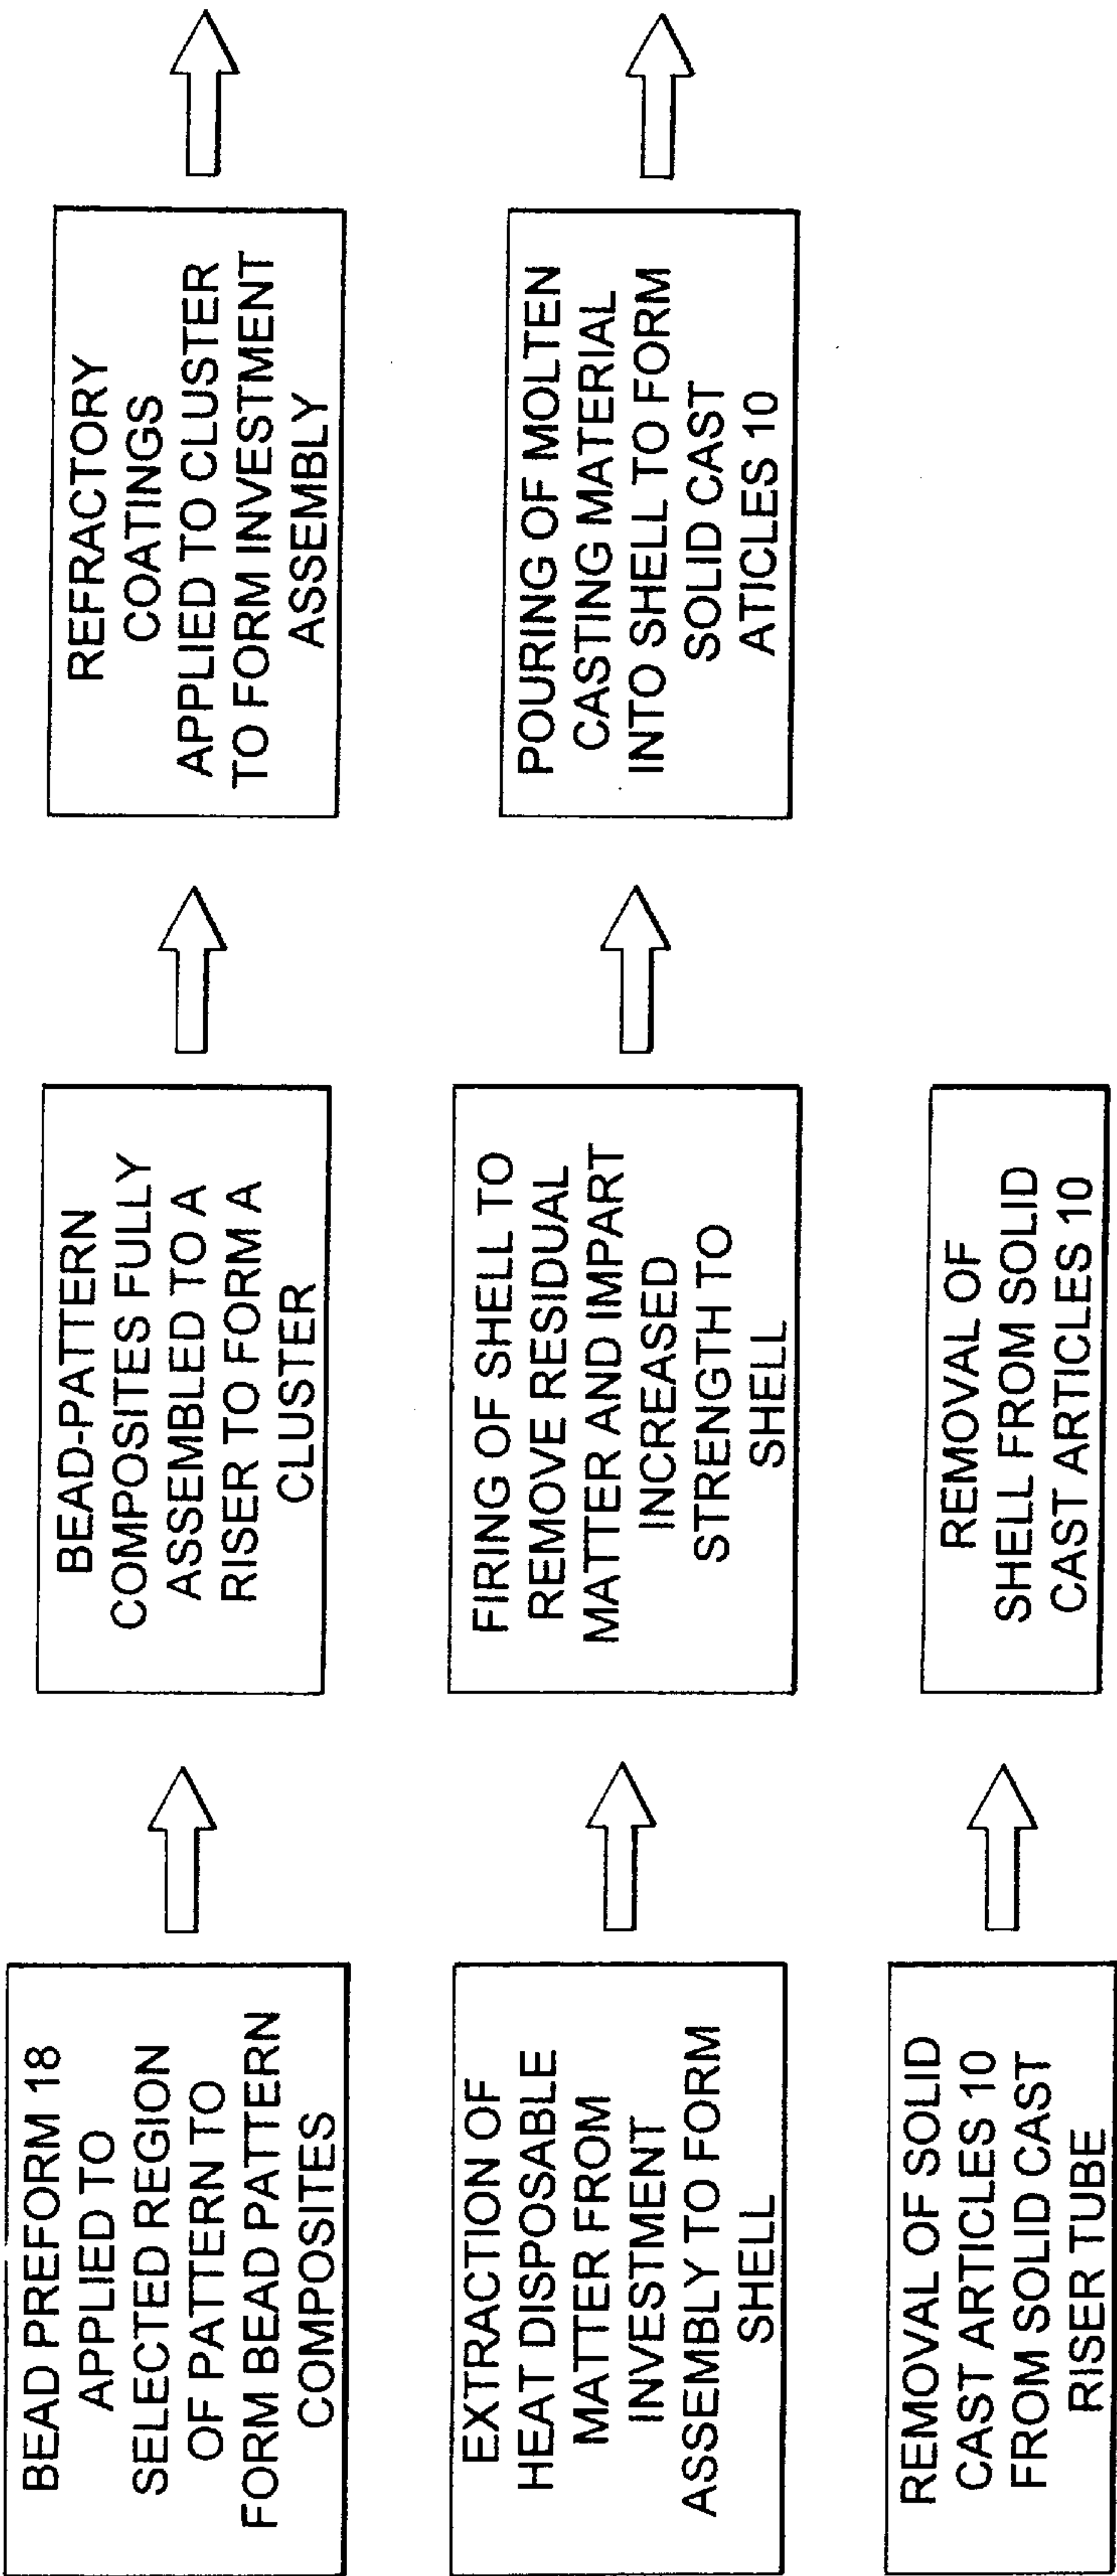 BEAD PREFORM 18
APPLIED TO
SELECTED REGION
OF PATTERN TO
FORM BEAD PATTERN
COMPOSITES
BEAD-PATTERN
COMPOSITES FULLY
ASSEMBLED TO A
RISER TO FORM A
CLUSTER
REFRACTORY
COATINGS
APPLIED TO CLUSTER
TO FORM INVESTMENT
ASSEMBLY
EXTRACTION OF
HEAT DISPOSABLE
MATTER FROM
INVESTMENT
ASSEMBLY TO FORM
SHELL
FIRING OF SHELL TO
REMOVE RESIDUAL
MATTER AND IMPART
INCREASED
STRENGTH TO
SHELL
POURING OF MOLTEN
CASTING MATERIAL
INTO SHELL TO FORM
SOLID CAST
ATICLES 10
REMOVAL OF SOLID
CAST ARTICLES 10
FROM SOLID CAST
RISER TUBE
REMOVAL OF
SHELL FROM SOLID
CAST ARTICLES 10